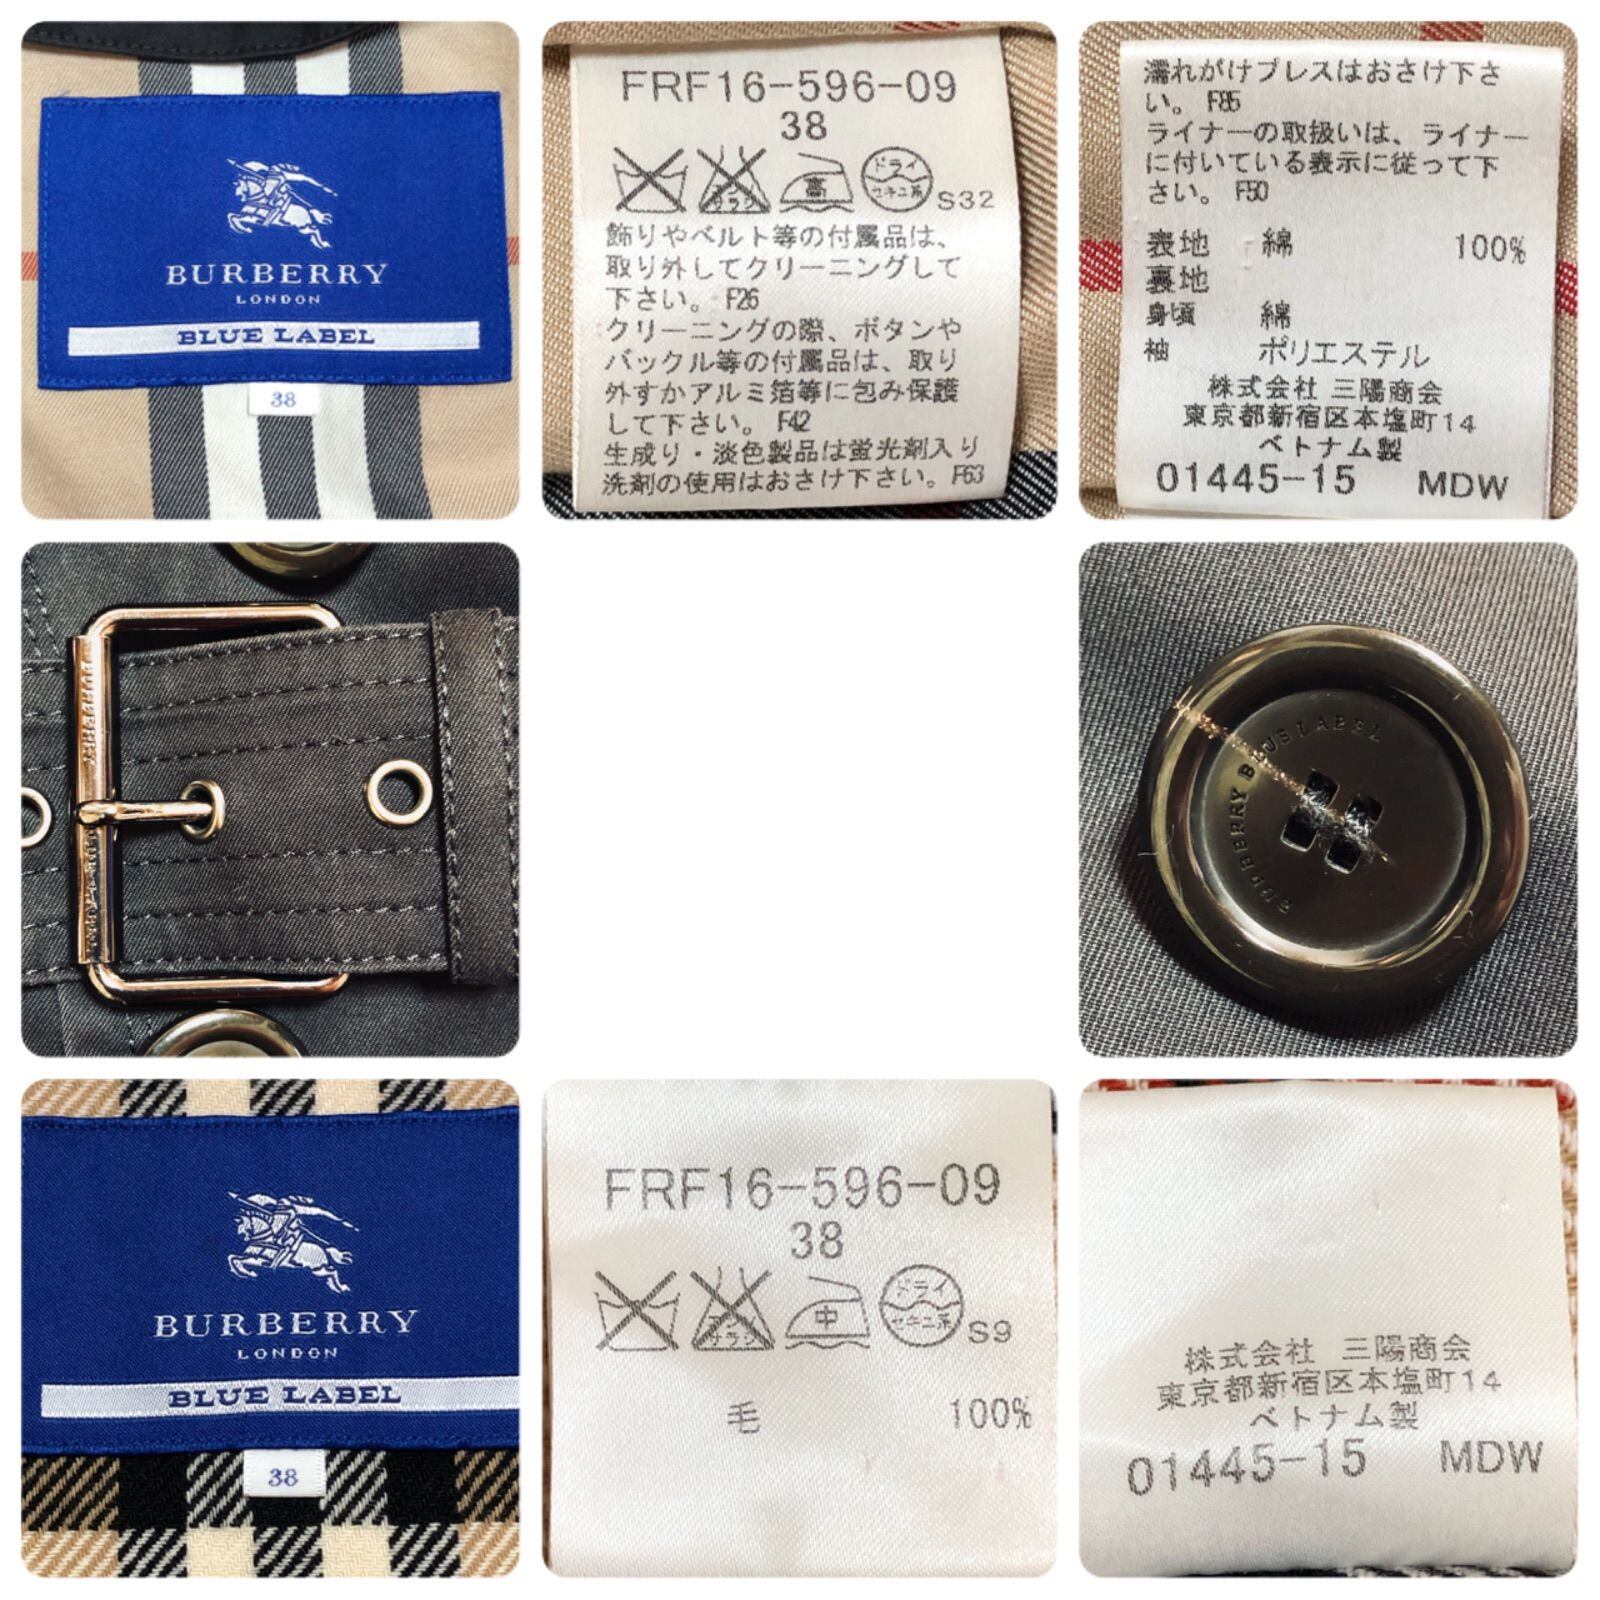 BURBERRY
LONDON
BLUE LABEL
38
FRF16-596-09
38
サラシ
高
ドライ
セキユ系
S32
飾りやベルト等の付属品は、
取り外してクリーニングして
下さい。 F26
クリーニングの際、ボタンや
バックル等の付属品は、取り
外すかアルミ箔等に包み保護
して下さい。 F42
生成り・淡色製品は蛍光剤入り
洗剤の使用はおさけ下さい。 F63
濡れがけプレスはおさけ下さ
い。 F85
ライナーの取扱いは、ライナー
に付いている表示に従って下
さい。 F50
表地 綿 100%
裏地
身頃 綿
袖 ポリエステル
株式会社 三陽商会
東京都新宿区本塩町14
ベトナム製
01445-15 MDW
BURBERRY BLUE LABEL
BURBERRY
LONDON
BLUE LABEL
38
FRF16-596-09
38
エンソ
サラシ
中
ドライ
セキユ系
S9
毛 100%
株式会社 三陽商会
東京都新宿区本塩町14
ベトナム製
01445-15 MDW